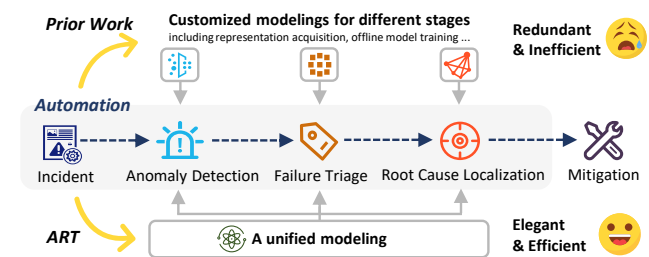 Prior Work
Customized modelings for different stages
including representation acquisition, offline model training ...
Redundant
& Inefficient
Automation
Incident
Anomaly Detection
Failure Triage
Root Cause Localization
Mitigation
ART
A unified modeling
Elegant
& Efficient